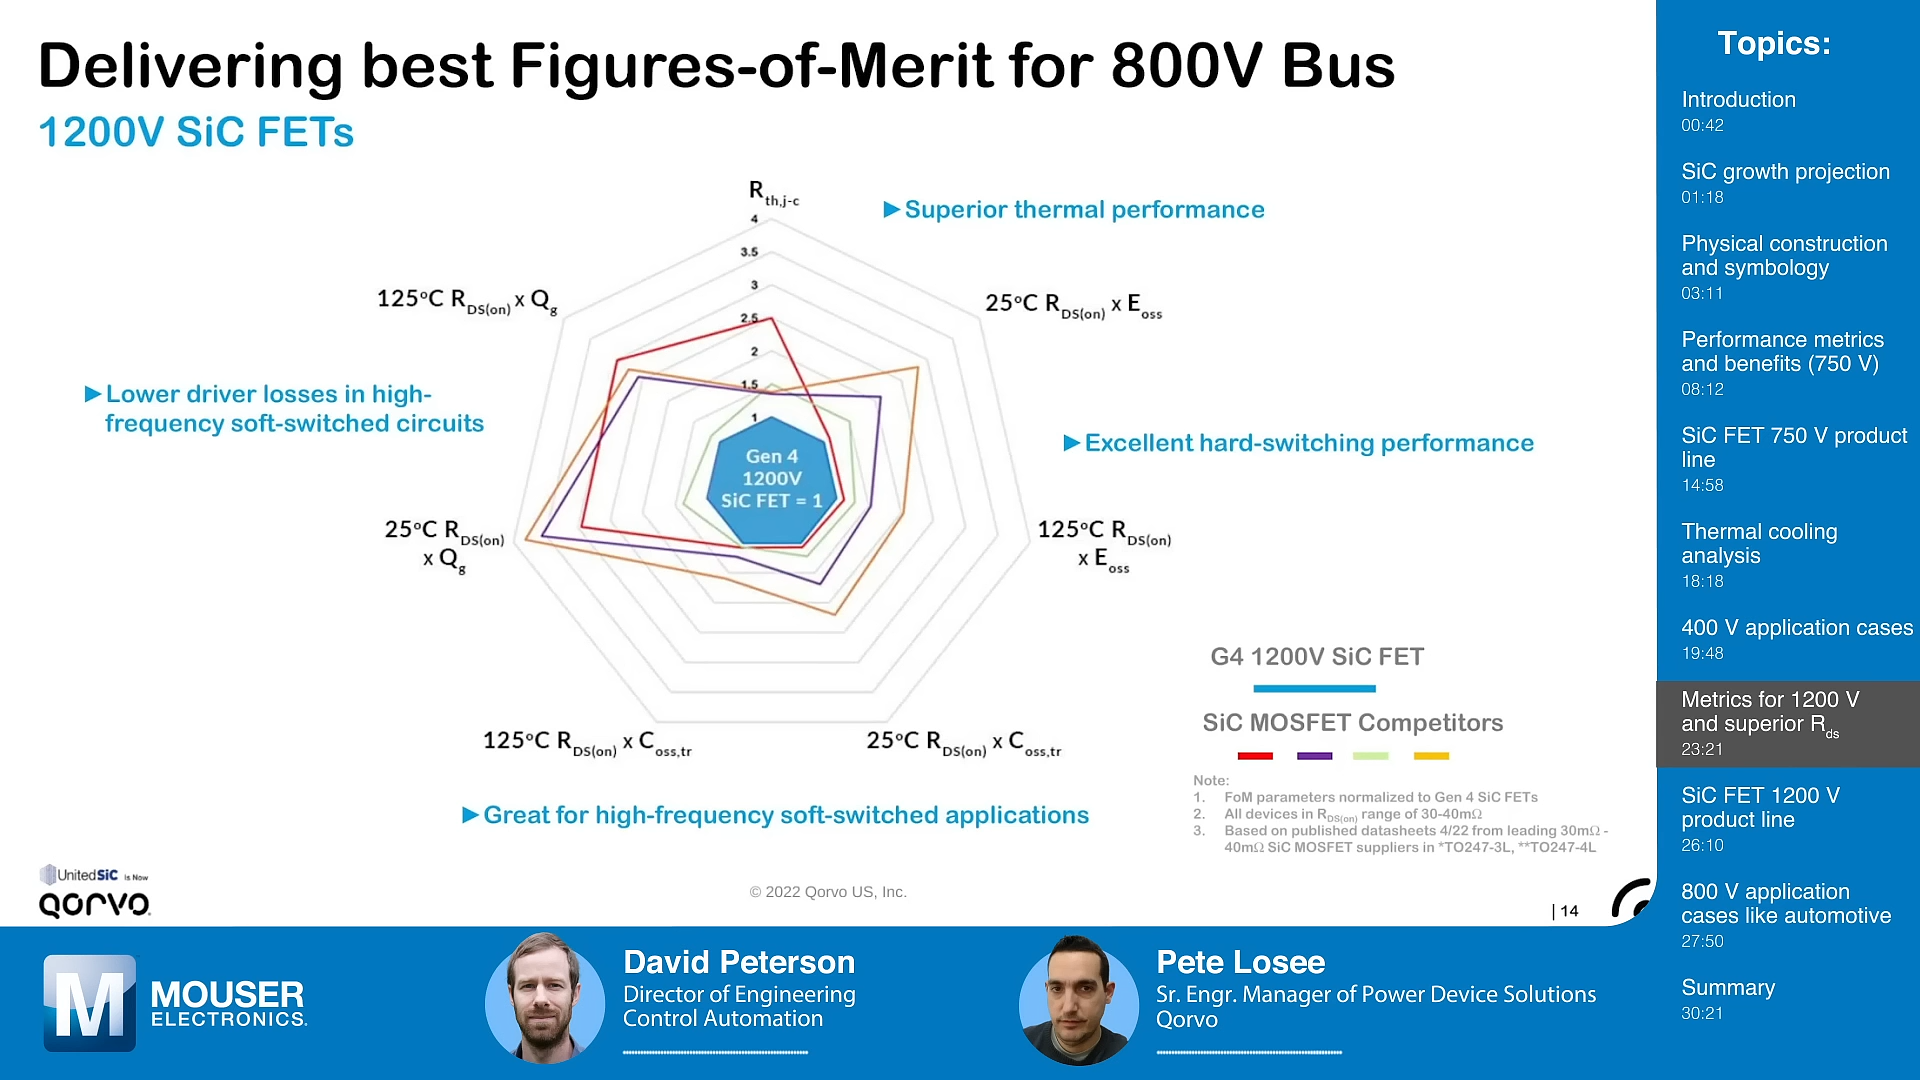 Delivering best Figures-of-Merit for 800V Bus
1200V SiC FETs
Rth,j-c
►Superior thermal performance
4
3.5
3
2.5
2
1.5
1
125°C RDS(on) x Qg
25°C RDS(on) x Eoss
►Lower driver losses in high-
frequency soft-switched circuits
►Excellent hard-switching performance
Gen 4
1200V
SiC FET = 1
25°C RDS(on)
x Qg
125°C RDS(on)
x Eoss
125°C RDS(on) x Coss,tr
25°C RDS(on) x Coss,tr
►Great for high-frequency soft-switched applications
G4 1200V SiC FET
SiC MOSFET Competitors
Note:
1. FoM parameters normalized to Gen 4 SiC FETs
2. All devices in RDS(on) range of 30-40mΩ
3. Based on published datasheets 4/22 from leading 30mΩ -
40mΩ SiC MOSFET suppliers in *TO247-3L, **TO247-4L
UnitedSiC is Now
QORVO
© 2022 Qorvo US, Inc.
| 14
Topics:
Introduction
00:42
SiC growth projection
01:18
Physical construction
and symbology
03:11
Performance metrics
and benefits (750 V)
08:12
SiC FET 750 V product
line
14:58
Thermal cooling
analysis
18:18
400 V application cases
19:48
Metrics for 1200 V
and superior Rds
23:21
SiC FET 1200 V
product line
26:10
800 V application
cases like automotive
27:50
Summary
30:21
M
MOUSER
ELECTRONICS.
David Peterson
Director of Engineering
Control Automation
Pete Losee
Sr. Engr. Manager of Power Device Solutions
Qorvo